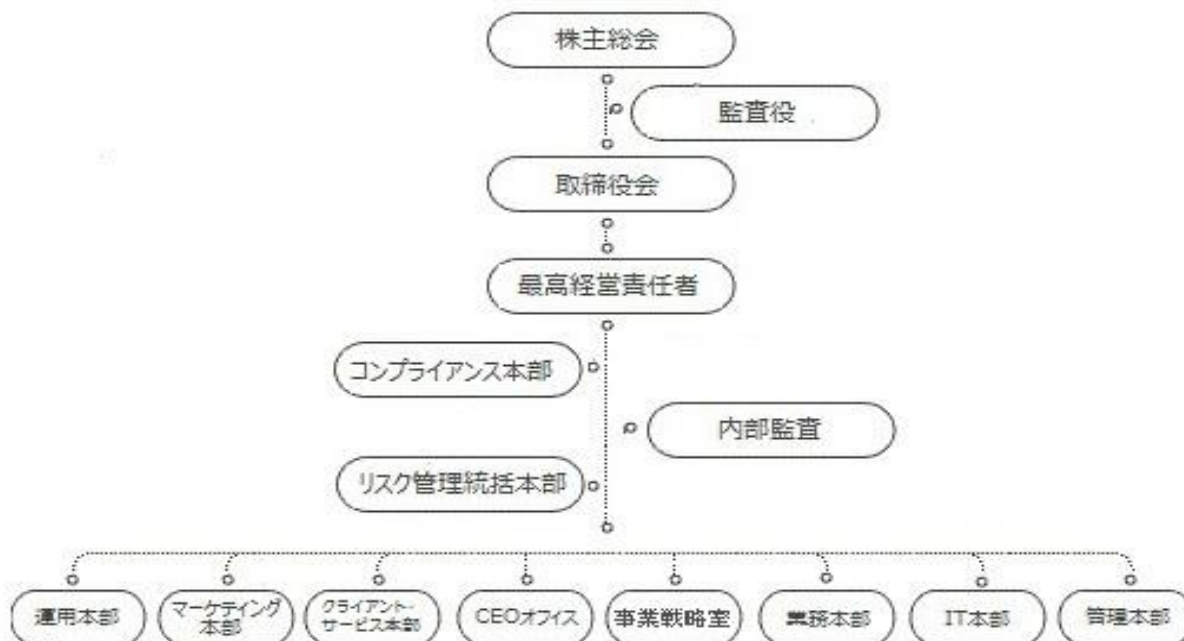 株主総会
監査役
取締役会
最高経営責任者
コンプライアンス本部
内部監査
リスク管理統括本部
運用本部
マーケティング
本部
クライアント・
サービス本部
CEOオフィス
事業戦略室
業務本部
IT本部
管理本部